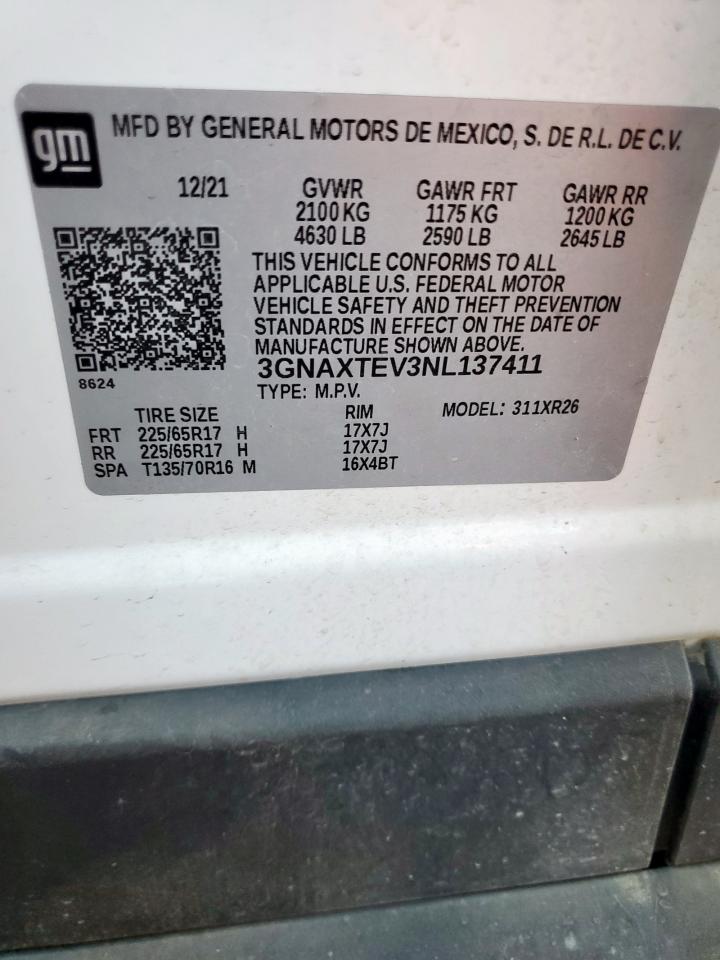 gm MFD BY GENERAL MOTORS DE MEXICO, S. DE R.L. DE C.V.
12/21 GVWR GAWR FRT GAWR RR
2100 KG 1175 KG 1200 KG
4630 LB 2590 LB 2645 LB
THIS VEHICLE CONFORMS TO ALL
APPLICABLE U.S. FEDERAL MOTOR
VEHICLE SAFETY AND THEFT PREVENTION
STANDARDS IN EFFECT ON THE DATE OF
MANUFACTURE SHOWN ABOVE.
8624 3GNAXTEV3NL137411
TYPE: M.P.V.
TIRE SIZE RIM MODEL: 311XR26
FRT 225/65R17 H 17X7J
RR 225/65R17 H 17X7J
SPA T135/70R16 M 16X4BT